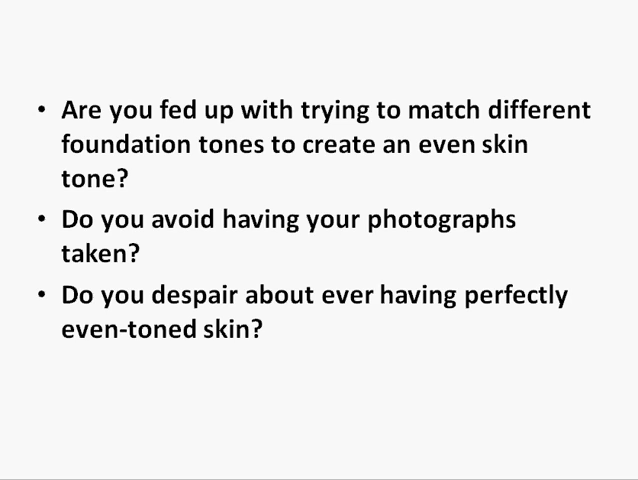 • Are you fed up with trying to match different
foundation tones to create an even skin
tone?
• Do you avoid having your photographs
taken?
• Do you despair about ever having perfectly
even-toned skin?